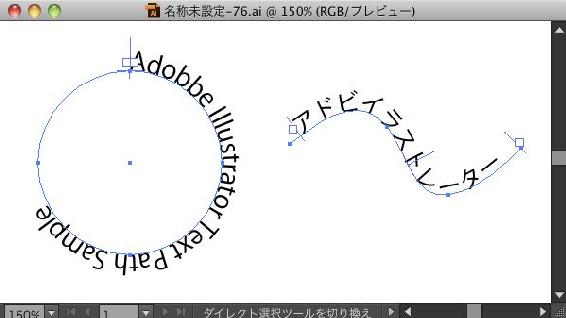 名称未設定-76.ai @ 150% (RGB/プレビュー)
Adobbe Illlustrator Text Path Sample
アドビイラストレーター
150%
1
ダイレクト選択ツールを切り換え